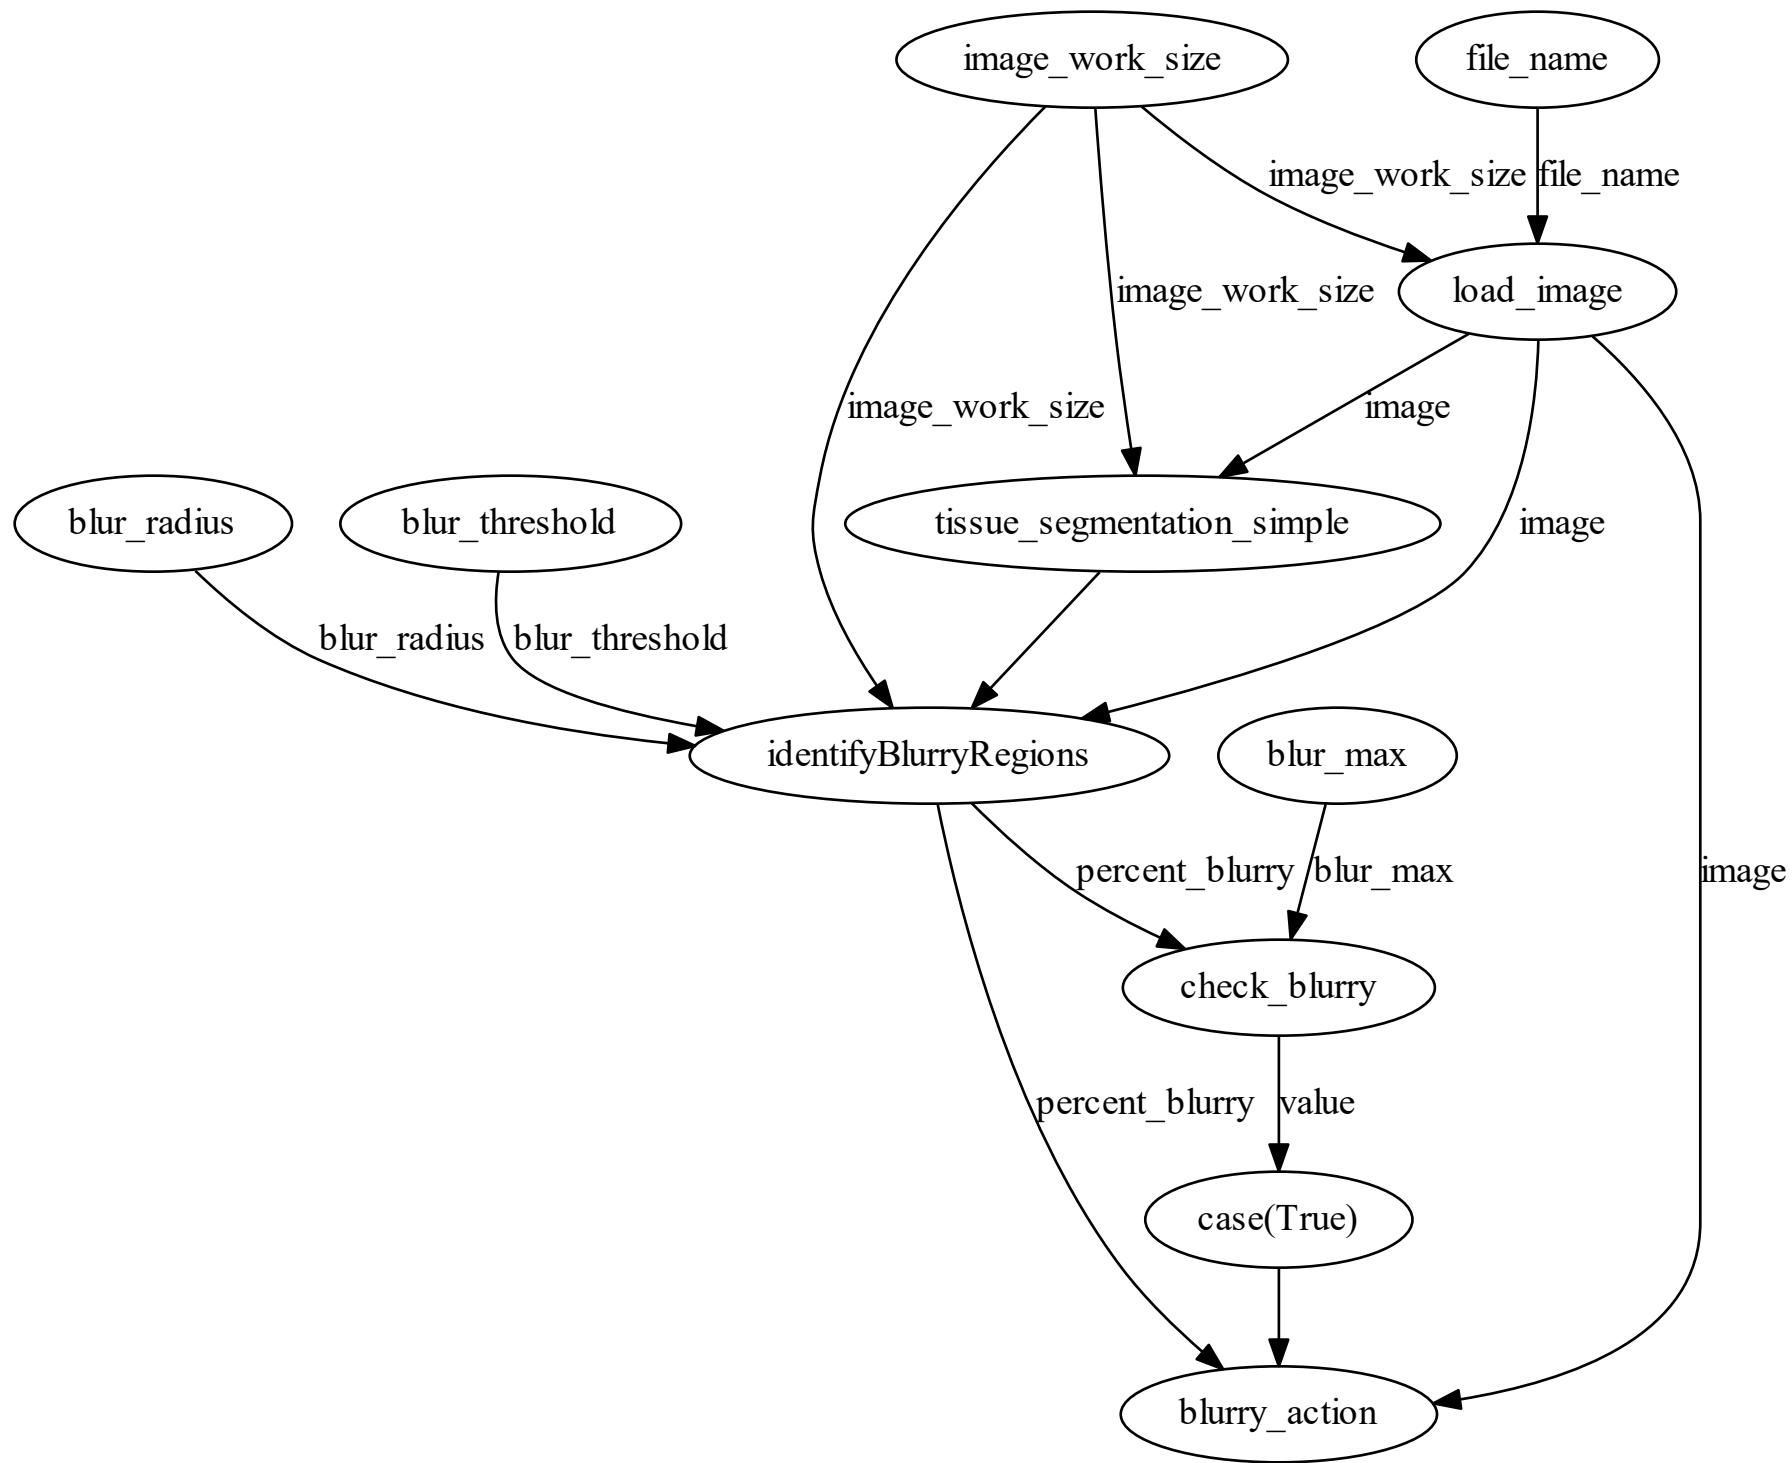 image_work_size
file_name
image_work_size
file_name
load_image
image_work_size
image_work_size
image
blur_radius
blur_threshold
tissue_segmentation_simple
image
blur_radius
blur_threshold
identifyBlurryRegions
blur_max
percent_blurry
blur_max
image
check_blurry
percent_blurry
value
case(True)
blurry_action